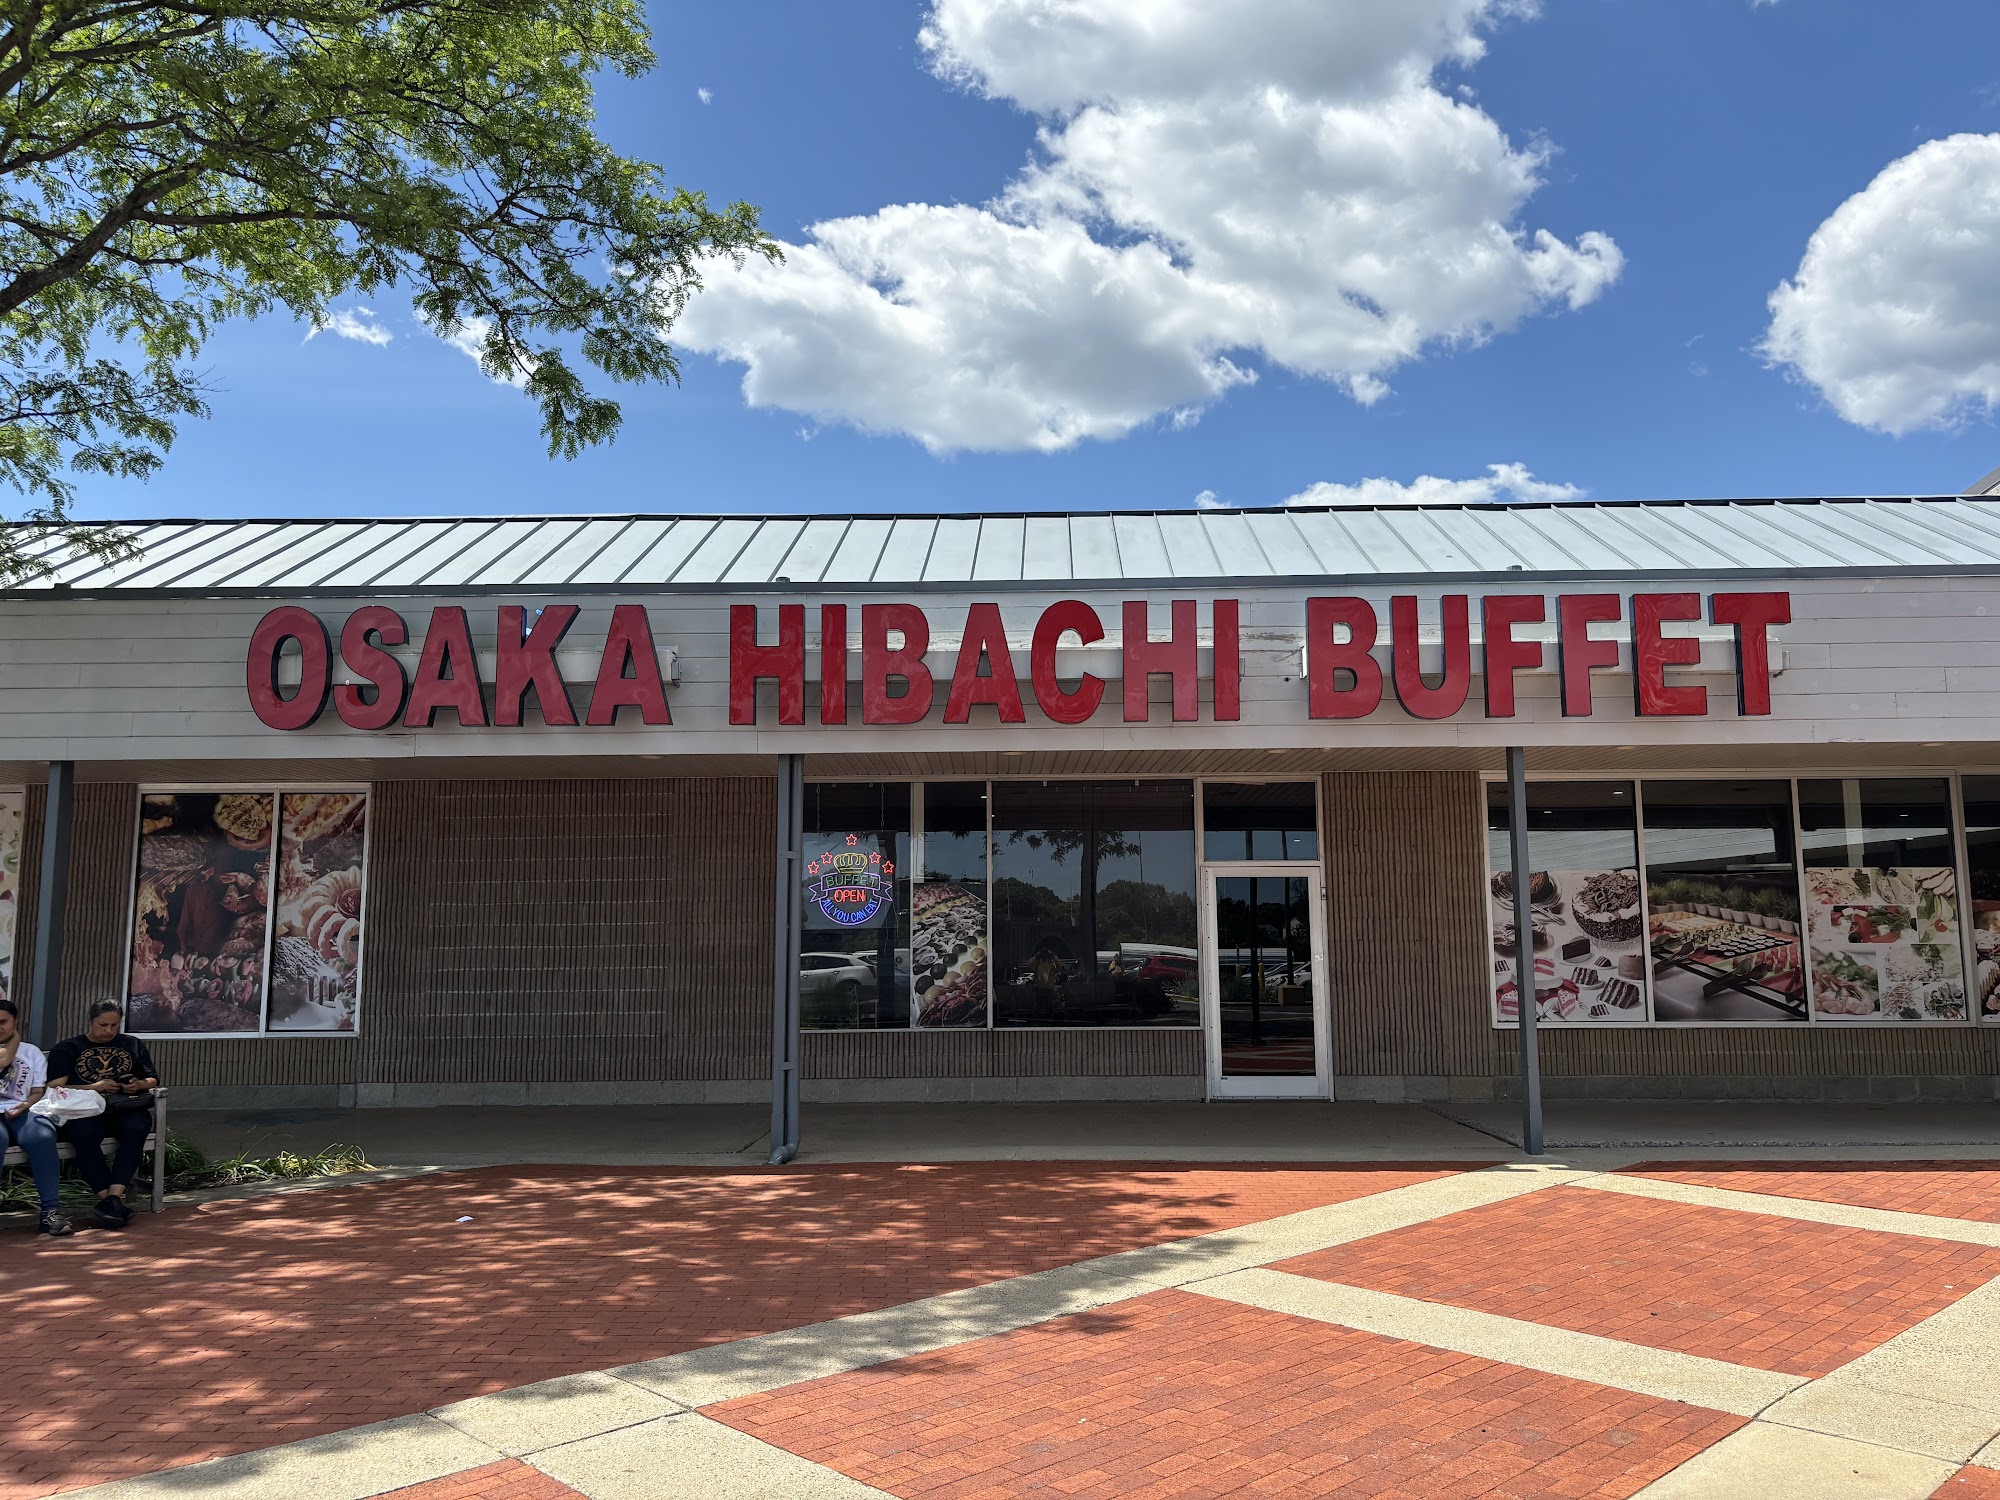 OSAKA HIBACHI BUFFET
BUFFET
OPEN
ALL YOU CAN EAT